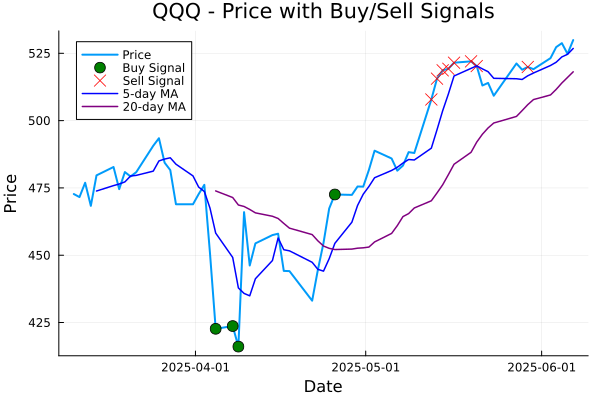 QQQ - Price with Buy/Sell Signals
525
500
475
450
425
Price
Price
Buy Signal
Sell Signal
5-day MA
20-day MA
2025-04-01
2025-05-01
2025-06-01
Date